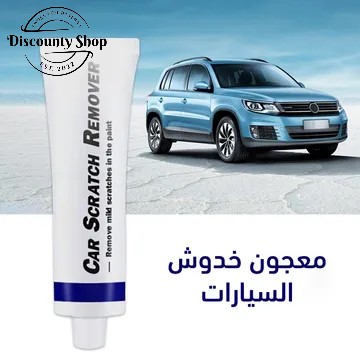 Discounty Shop
EST. 2022
CAR SCRATCH REMOVER
— Remove mild scratches in the paint
معجون خدوش
السيارات